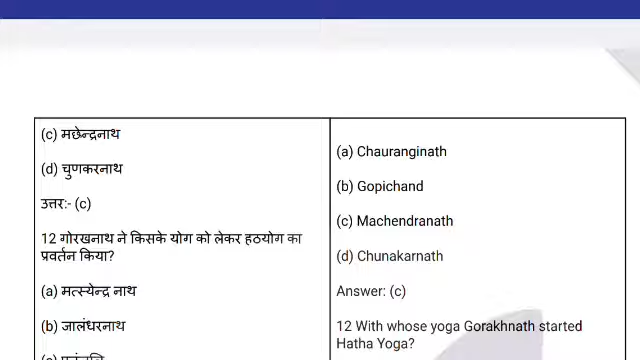 (c) मछेन्द्रनाथ
(d) चुणकरनाथ
उत्तर:- (c)
12 गोरखनाथ ने किसके योग को लेकर हठयोग का
प्रवर्तन किया?
(a) मत्स्येन्द्र नाथ
(b) जालंधरनाथ
(a) Chauranginath
(b) Gopichand
(c) Machendranath
(d) Chunakarnath
Answer: (c)
12 With whose yoga Gorakhnath started
Hatha Yoga?